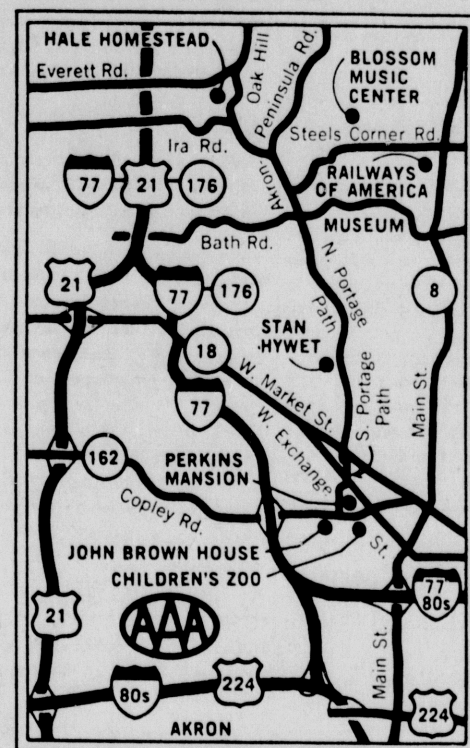 HALE HOMESTEAD
Everett Rd.
Oak Hill
Peninsula Rd.
Akron-
BLOSSOM
MUSIC
CENTER
Steels Corner Rd.
Ira Rd.
RAILWAYS
OF AMERICA
MUSEUM
77
21
176
Bath Rd.
N. Portage
Path
21
77
176
8
STAN
HYWET
18
W. Market St.
S. Portage
Path
Main St.
77
W. Exchange
St.
162
PERKINS
MANSION
Copley Rd.
JOHN BROWN HOUSE
CHILDREN'S ZOO
77
80s
21
AAA
Main St.
80s
224
224
AKRON